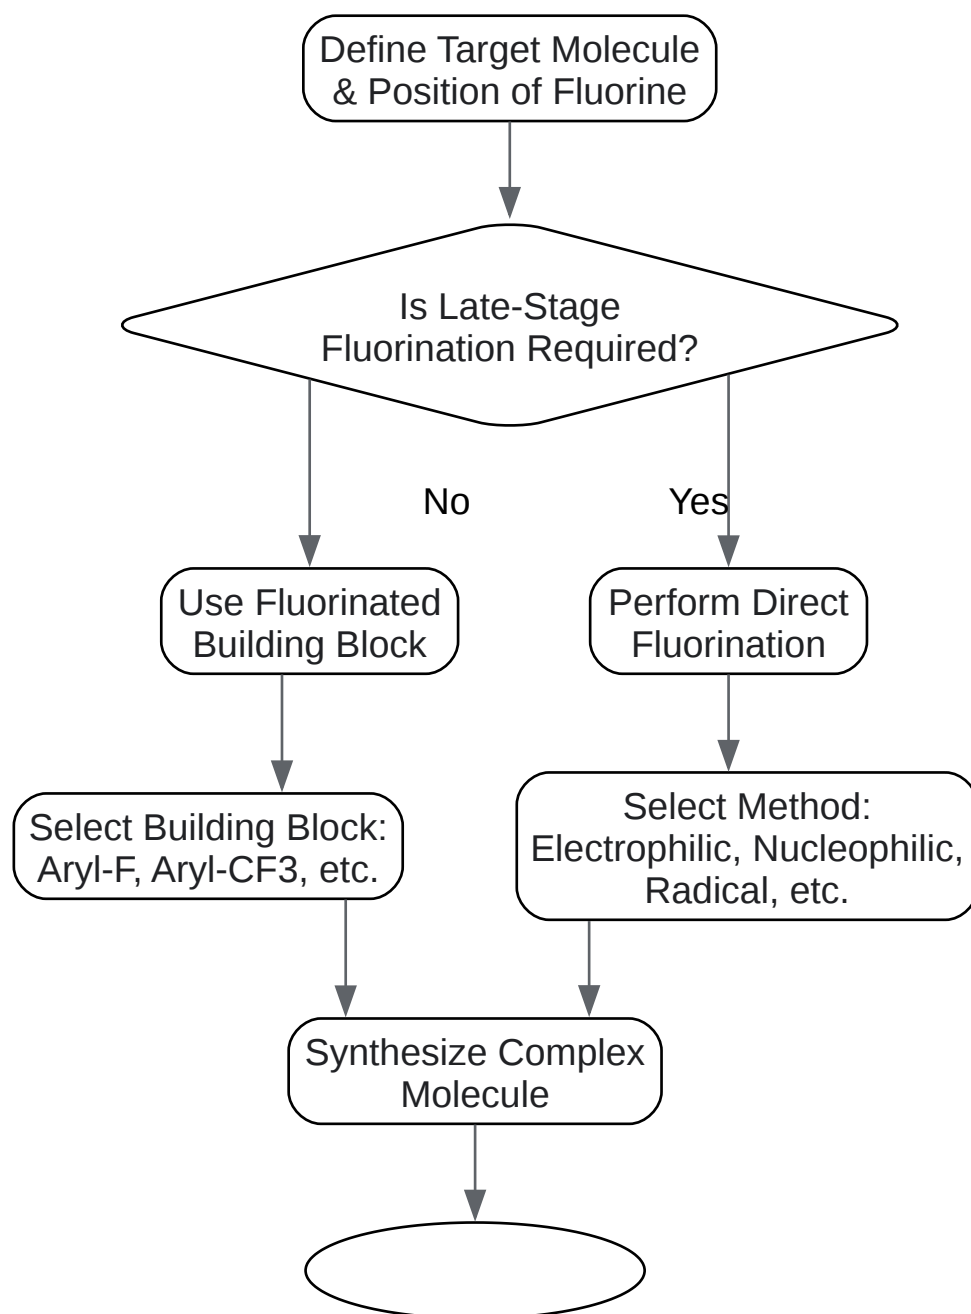 Define Target Molecule
& Position of Fluorine
Is Late-Stage
Fluorination Required?
No
Yes
Use Fluorinated
Building Block
Perform Direct
Fluorination
Select Building Block:
Aryl-F, Aryl-CF3, etc.
Select Method:
Electrophilic, Nucleophilic,
Radical, etc.
Synthesize Complex
Molecule